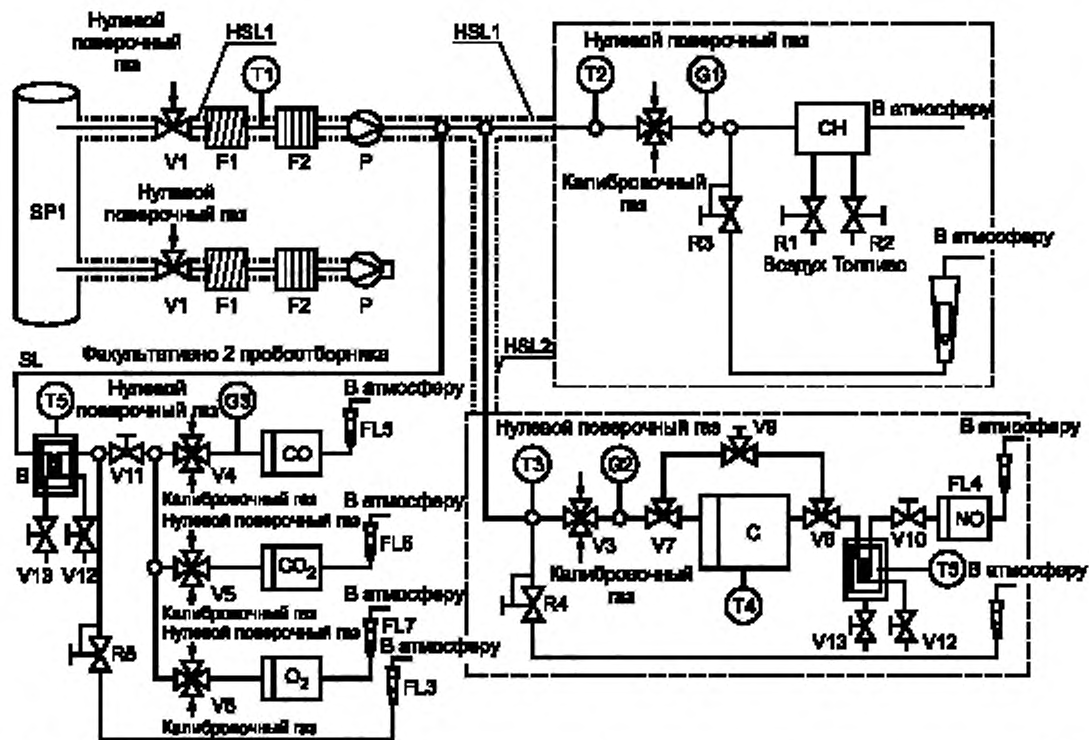 Нулевой
поверочный
газ
HSL1
T1
V1
F1
F2
P
SP1
Нулевой
поверочный газ
V1
F1
F2
P
Факультативно 2 пробоотборника
HSL1
Нулевой поверочный газ
T2
G1
CH
В атмосферу
Калибровочный
газ
R3
R1
R2
Воздух Топливо
В атмосферу
HSL2
SL
T5
Нулевой
поверочный газ
G3
В атмосферу
FL5
CO
B
V11
V4
Калибровочный газ
Нулевой поверочный газ
В атмосферу
FL6
CO2
V13
V12
V5
Калибровочный газ
Нулевой поверочный газ
В атмосферу
FL7
В атмосферу
FL3
O2
R5
V6
Калибровочный газ
Нулевой поверочный газ
V9
T3
G2
В атмосферу
FL4
NO
V3
V7
C
V8
V10
Калибровочный
газ
R4
T4
T5
В атмосферу
V13
V12